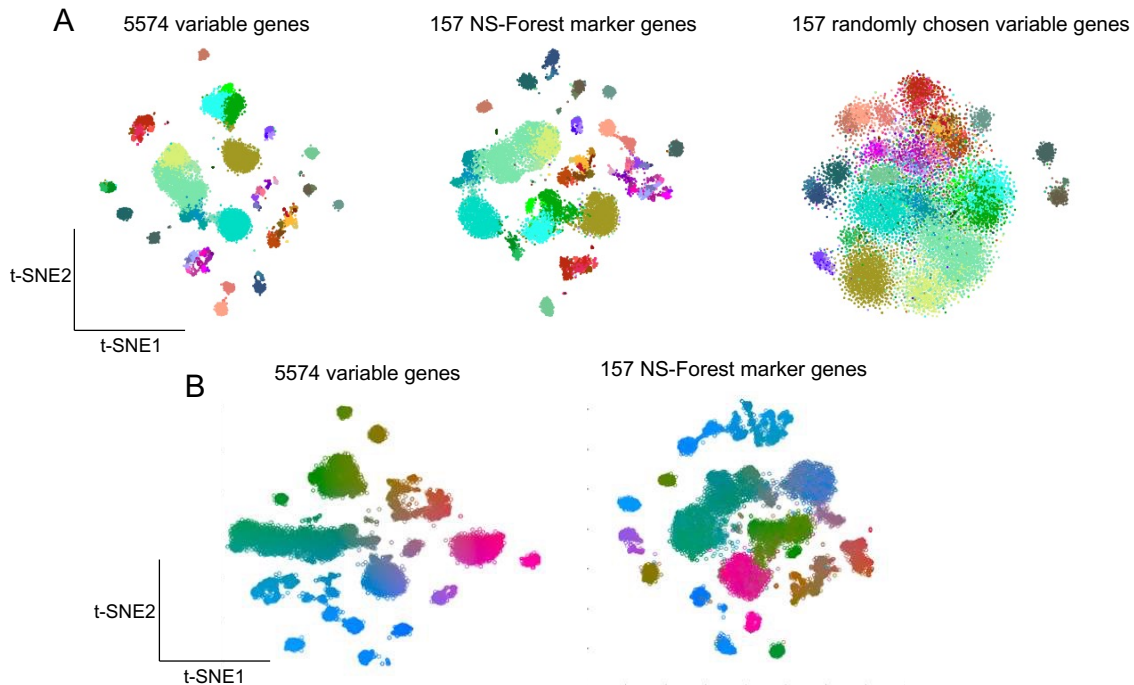 A
5574 variable genes
157 NS-Forest marker genes
157 randomly chosen variable genes
t-SNE2
t-SNE1
B
5574 variable genes
157 NS-Forest marker genes
t-SNE2
t-SNE1